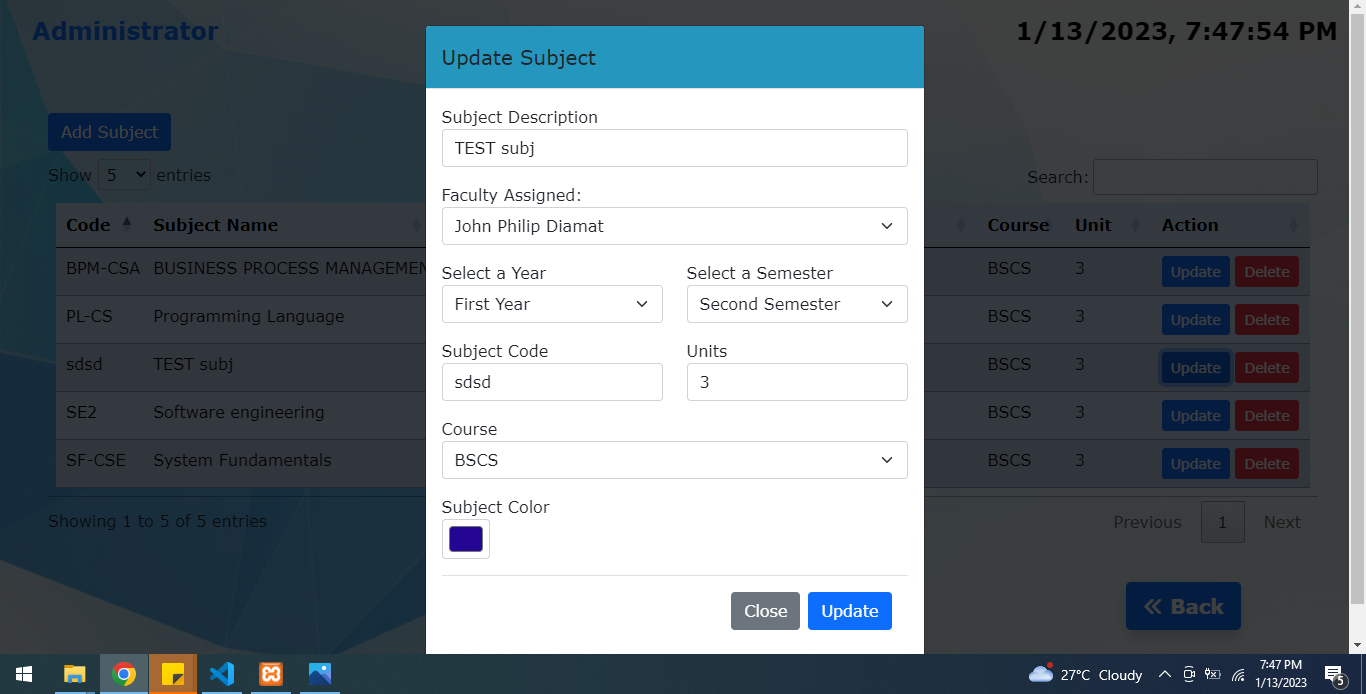 Administrator
1/13/2023, 7:47:54 PM
Update Subject
Subject Description
TEST subj
Faculty Assigned:
John Philip Diamat
Select a Year Select a Semester
First Year Second Semester
Subject Code Units
sdsd 3
Course
BSCS
Subject Color
Close Update
Add Subject
Show 5 entries
Search:
Code Subject Name Course Unit Action
BPM-CSA BUSINESS PROCESS MANAGEMEN BSCS 3 Update Delete
PL-CS Programming Language BSCS 3 Update Delete
sdsd TEST subj BSCS 3 Update Delete
SE2 Software engineering BSCS 3 Update Delete
SF-CSE System Fundamentals BSCS 3 Update Delete
Showing 1 to 5 of 5 entries
Previous 1 Next
« Back
27°C Cloudy
7:47 PM
1/13/2023
5